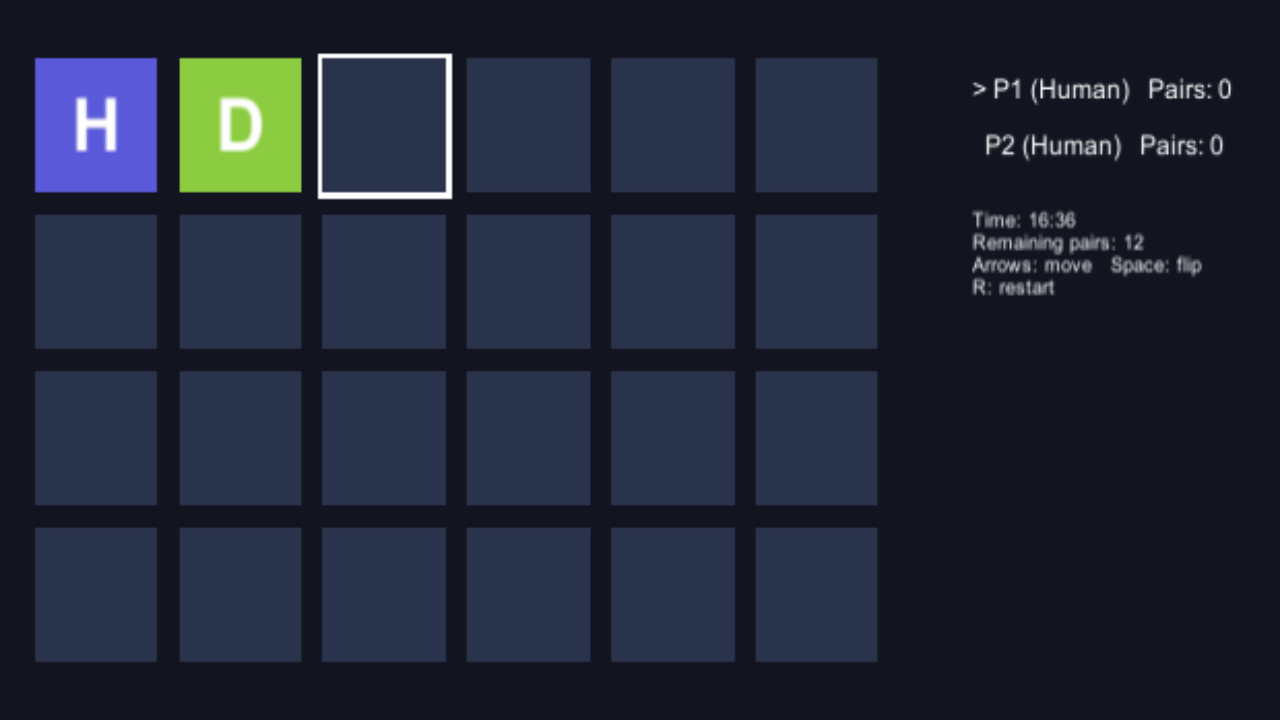 H D
> P1 (Human) Pairs: 0
P2 (Human) Pairs: 0
Time: 16:36
Remaining pairs: 12
Arrows: move Space: flip
R: restart